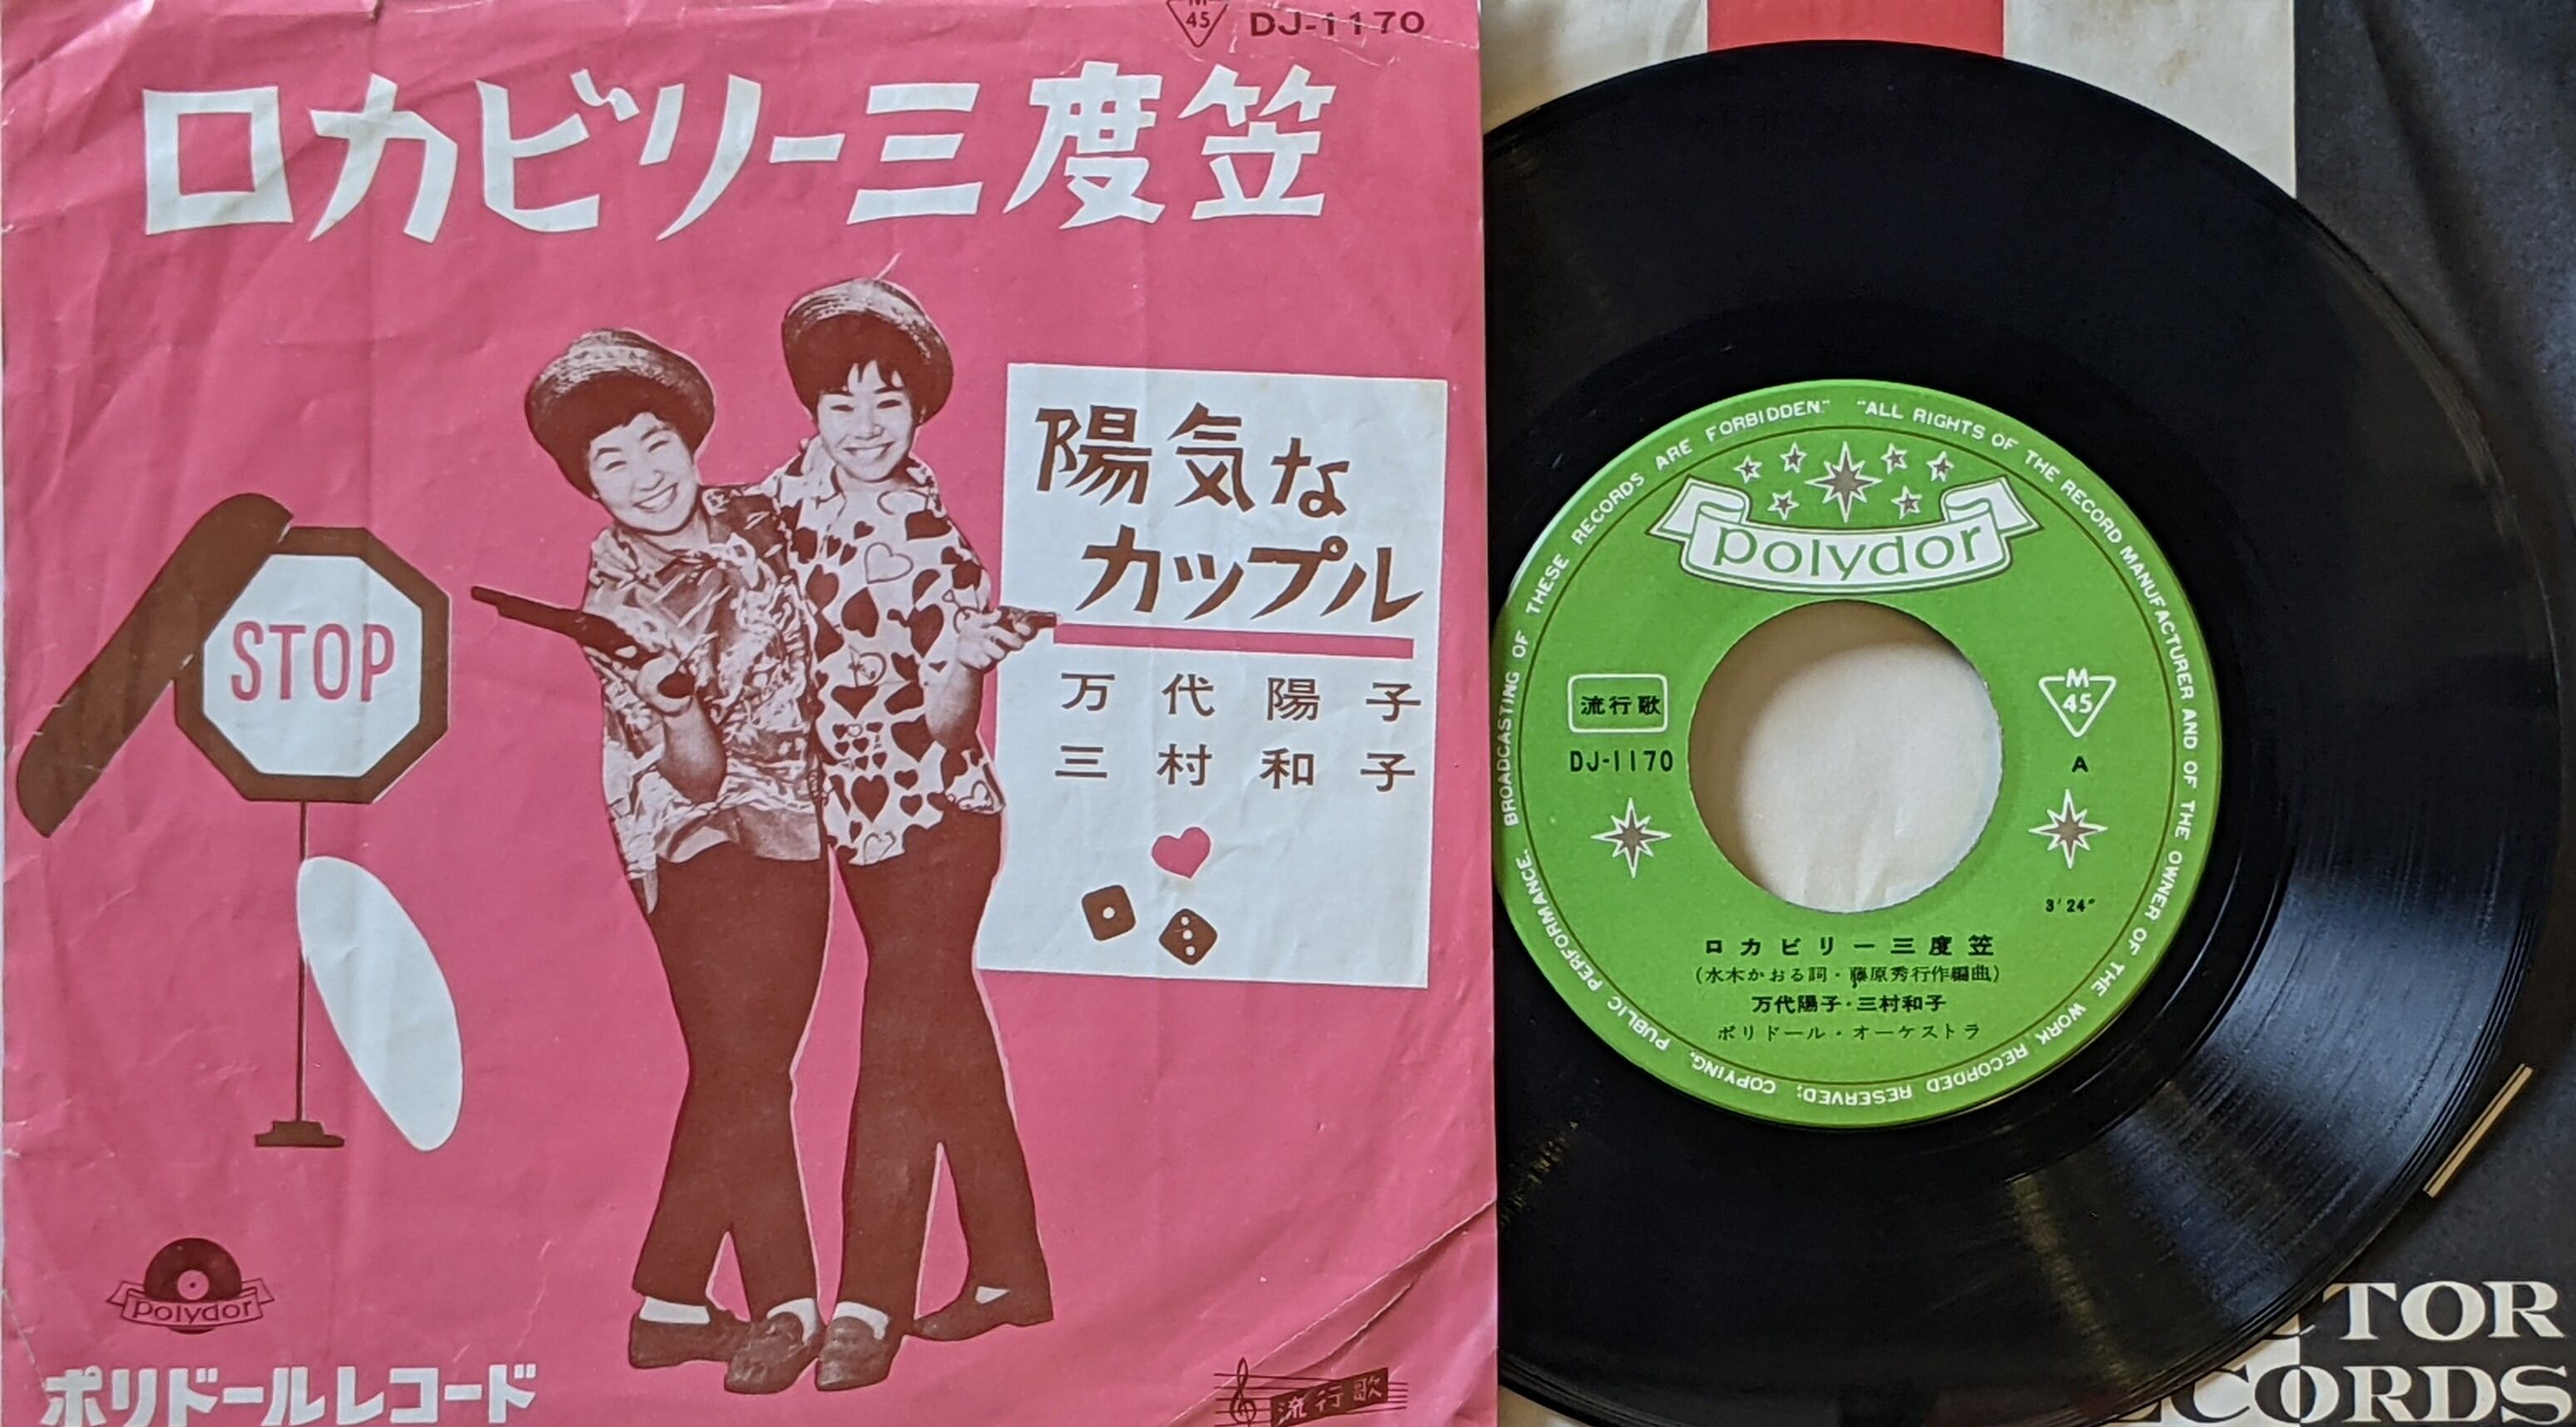 M
45
DJ-1170
ロカビリー三度笠
陽気な
カップル
万代陽子
三村和子
STOP
polydor
ポリドールレコード
流行歌
BROADCASTING OF THESE RECORDS ARE FORBIDDEN." "ALL RIGHTS OF THE RECORD MANUFACTURER AND OF THE OWNER OF THE WORK RECORDED RESERVED; COPYING, PUBLIC PERFORMANCE,
polydor
流行歌
DJ-1170
M
45
A
3'24"
ロカビリー三度笠
(水木かおる詞・藤原秀行作編曲)
万代陽子・三村和子
ポリドール・オーケストラ
TOR
CORDS